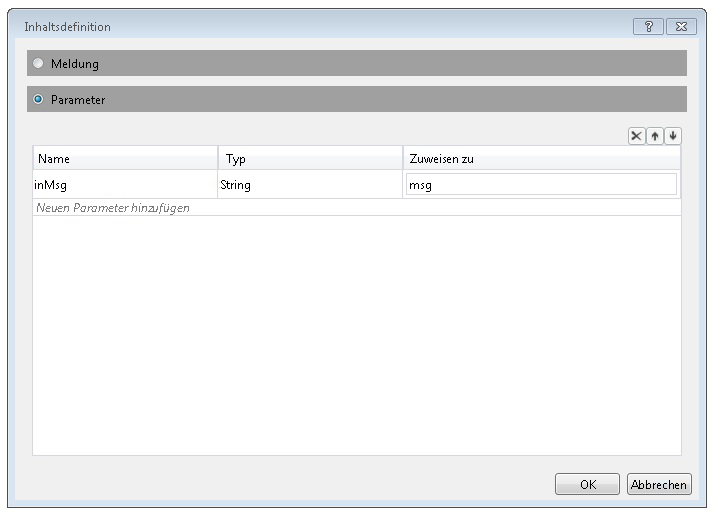 Inhaltsdefinition
Meldung
Parameter
Name Typ Zuweisen zu
inMsg String msg
Neuen Parameter hinzufügen
OK Abbrechen